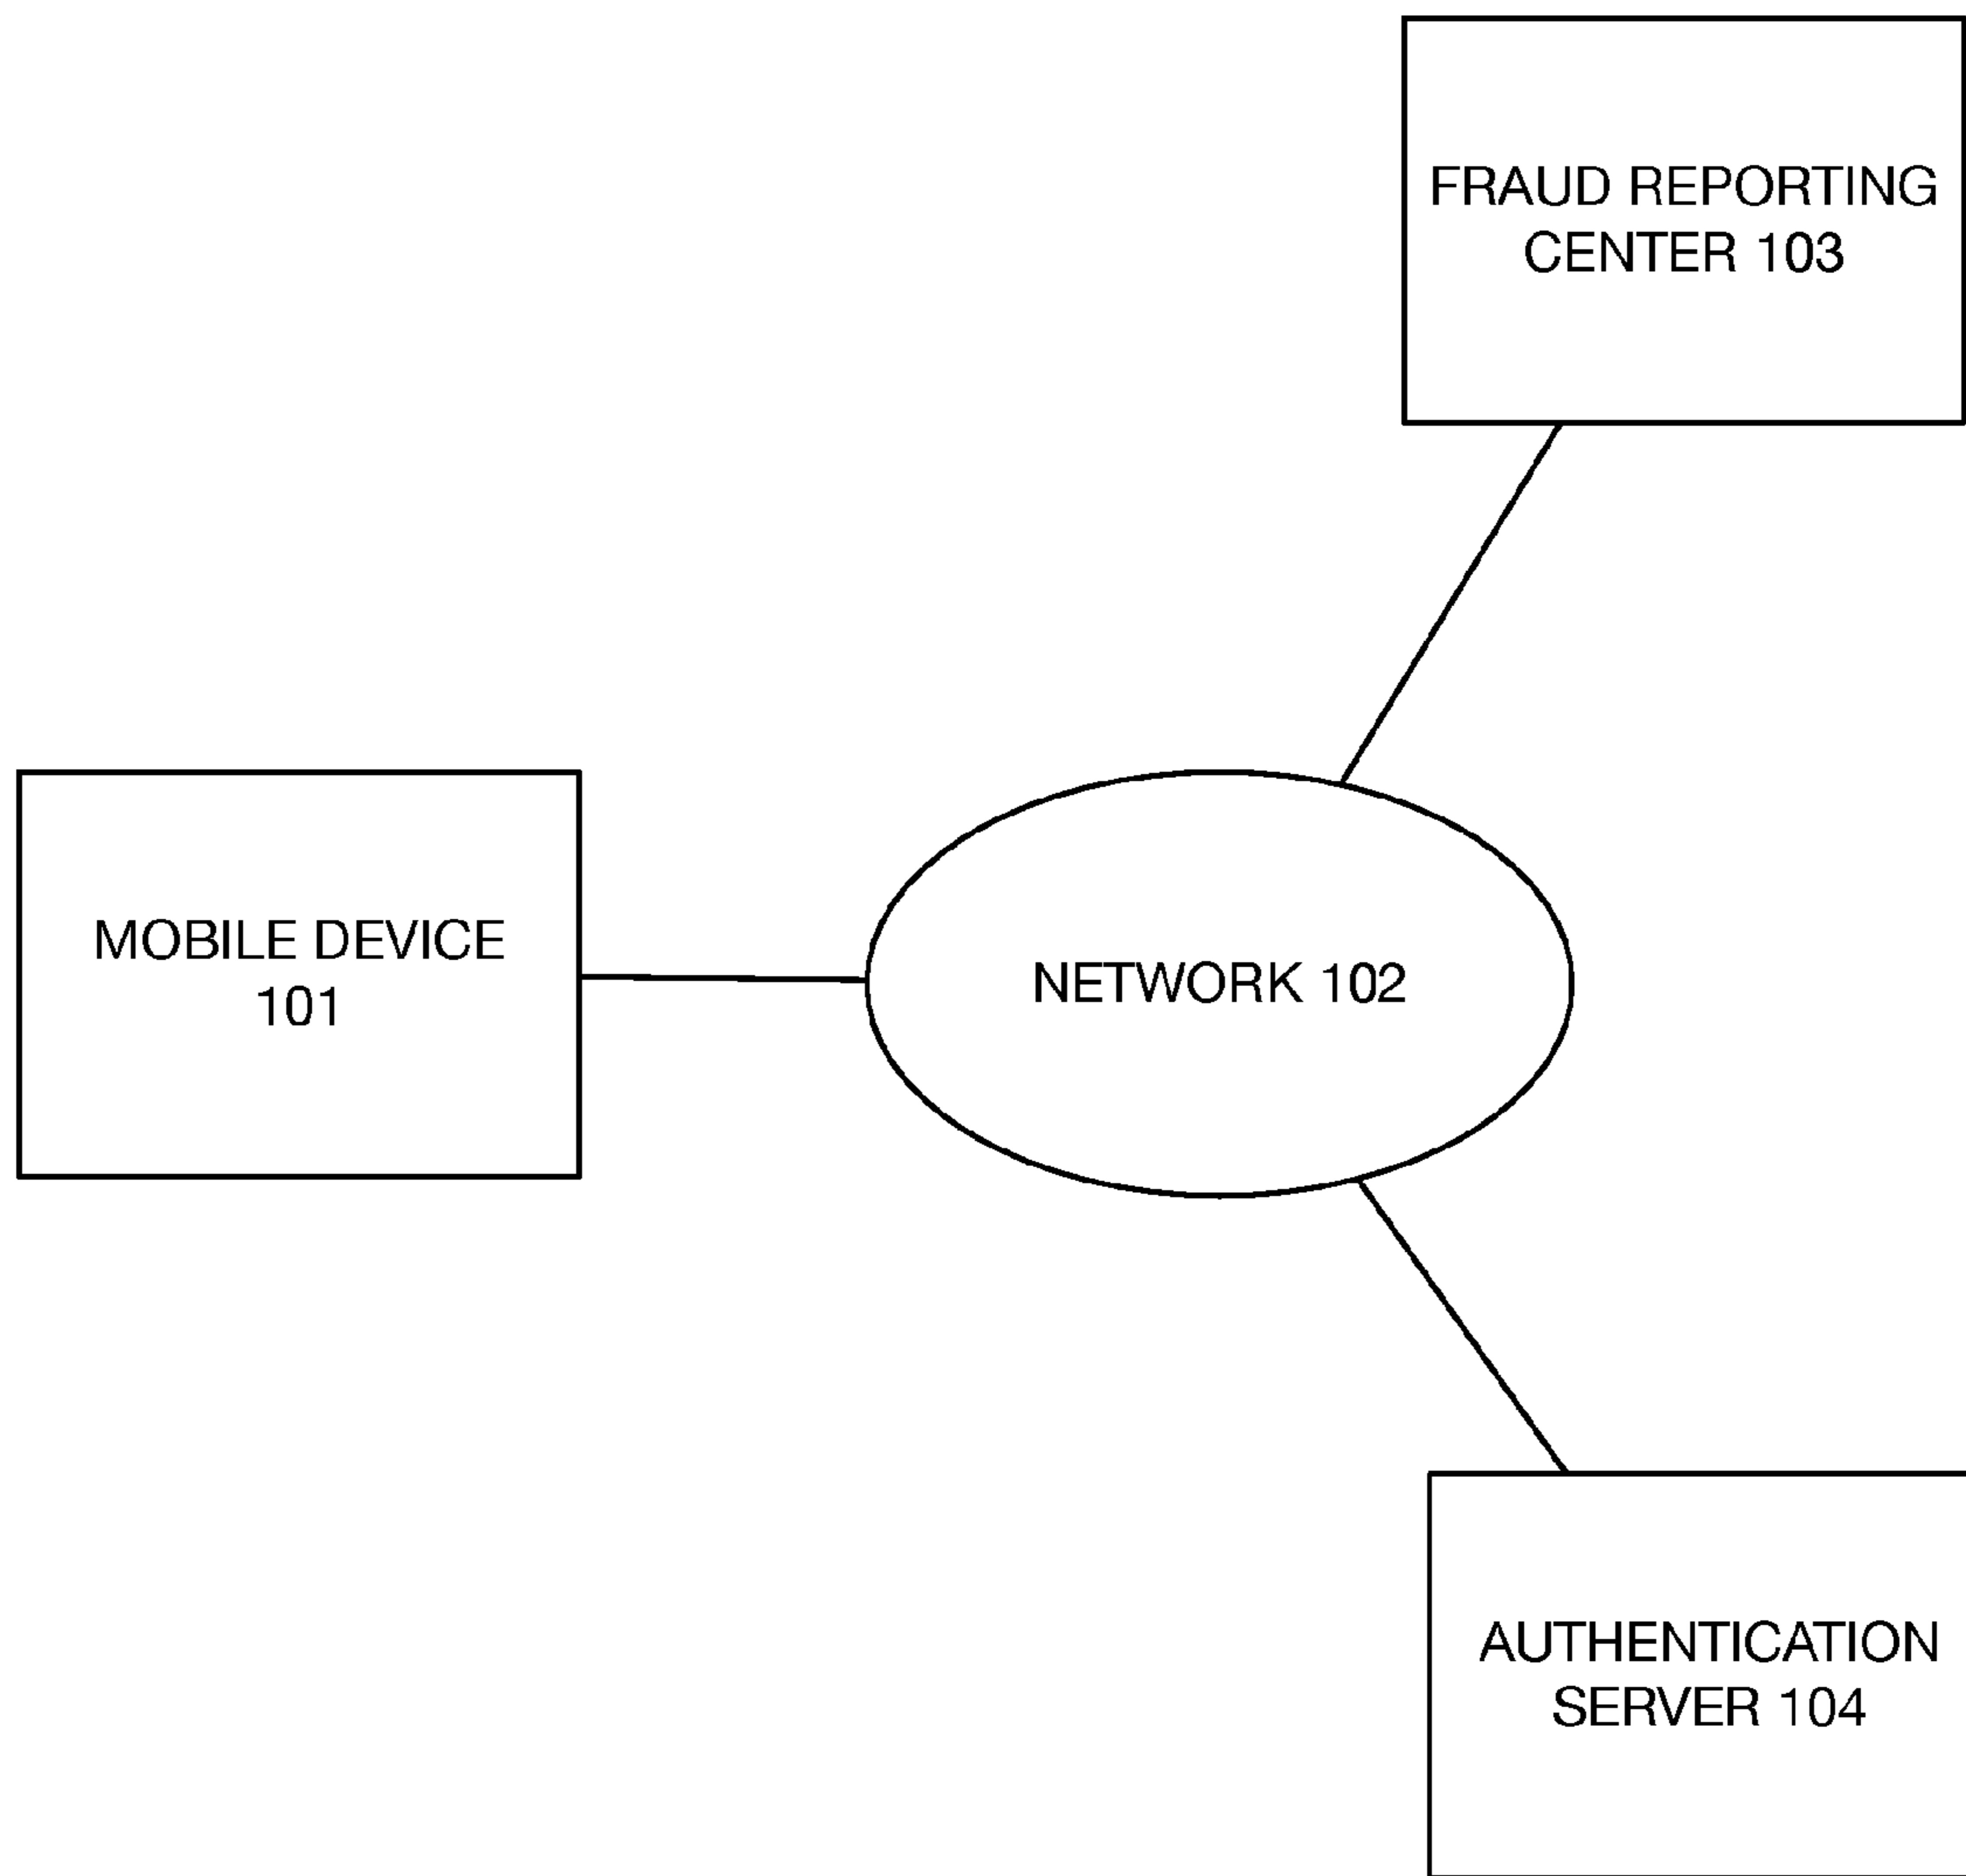 FRAUD REPORTING
CENTER 103
MOBILE DEVICE
101
NETWORK 102
AUTHENTICATION
SERVER 104